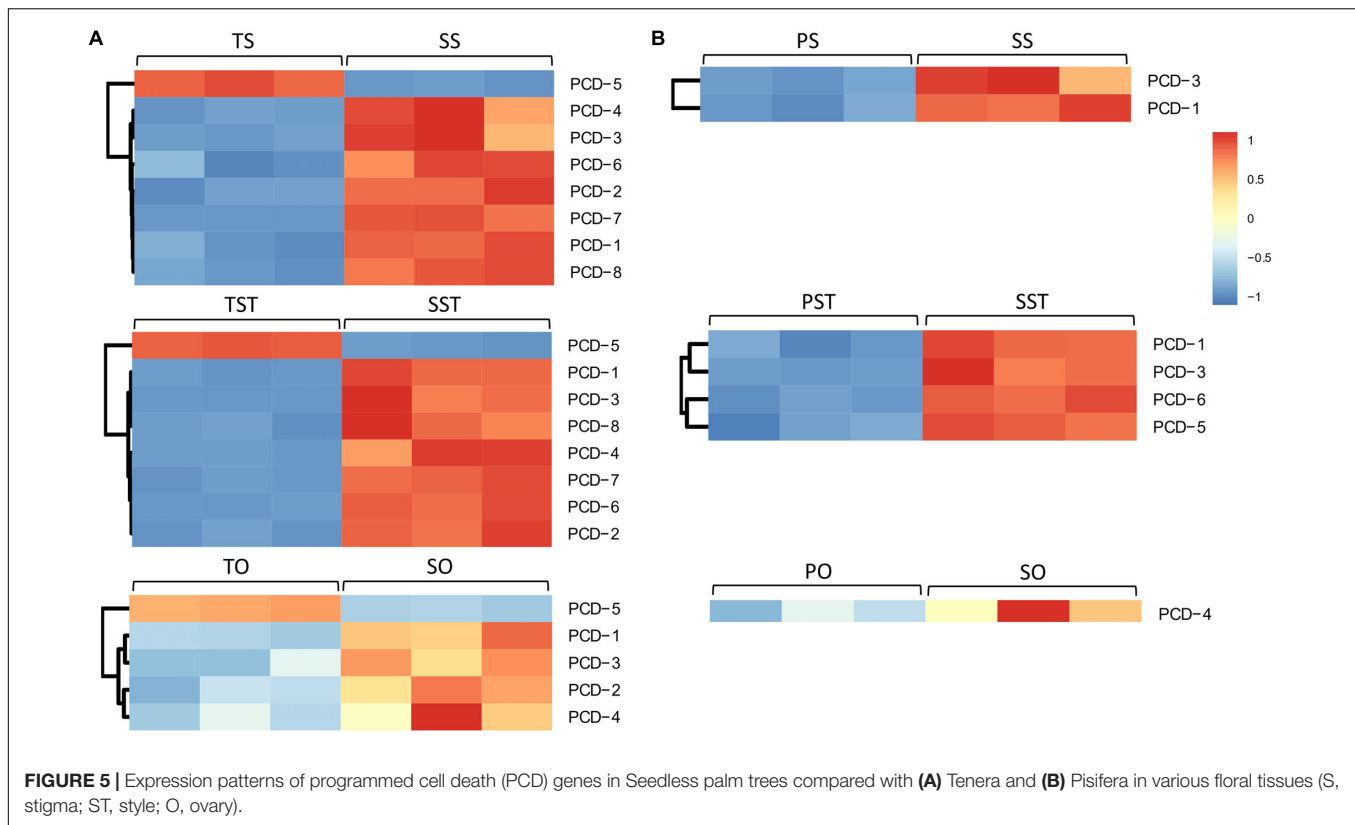 A
TS SS
PCD-5
PCD-4
PCD-3
PCD-6
PCD-2
PCD-7
PCD-1
PCD-8
TST SST
PCD-5
PCD-1
PCD-3
PCD-8
PCD-4
PCD-7
PCD-6
PCD-2
TO SO
PCD-5
PCD-1
PCD-3
PCD-2
PCD-4
B
PS SS
PCD-3
PCD-1
1
0.5
0
−0.5
−1
PST SST
PCD-1
PCD-3
PCD-6
PCD-5
PO SO
PCD-4
FIGURE 5 | Expression patterns of programmed cell death (PCD) genes in Seedless palm trees compared with (A) Tenera and (B) Pisifera in various floral tissues (S,
stigma; ST, style; O, ovary).